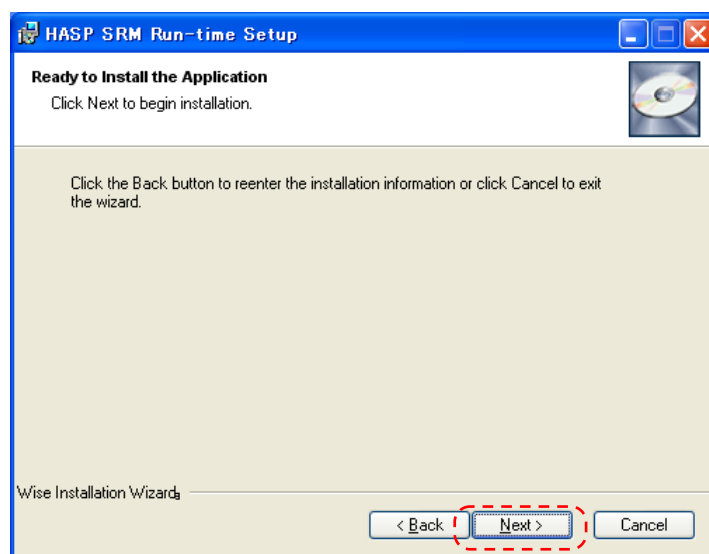 HASP SRM Run-time Setup
Ready to Install the Application
Click Next to begin installation.
Click the Back button to reenter the installation information or click Cancel to exit
the wizard.
Wise Installation Wizard
< Back Next > Cancel